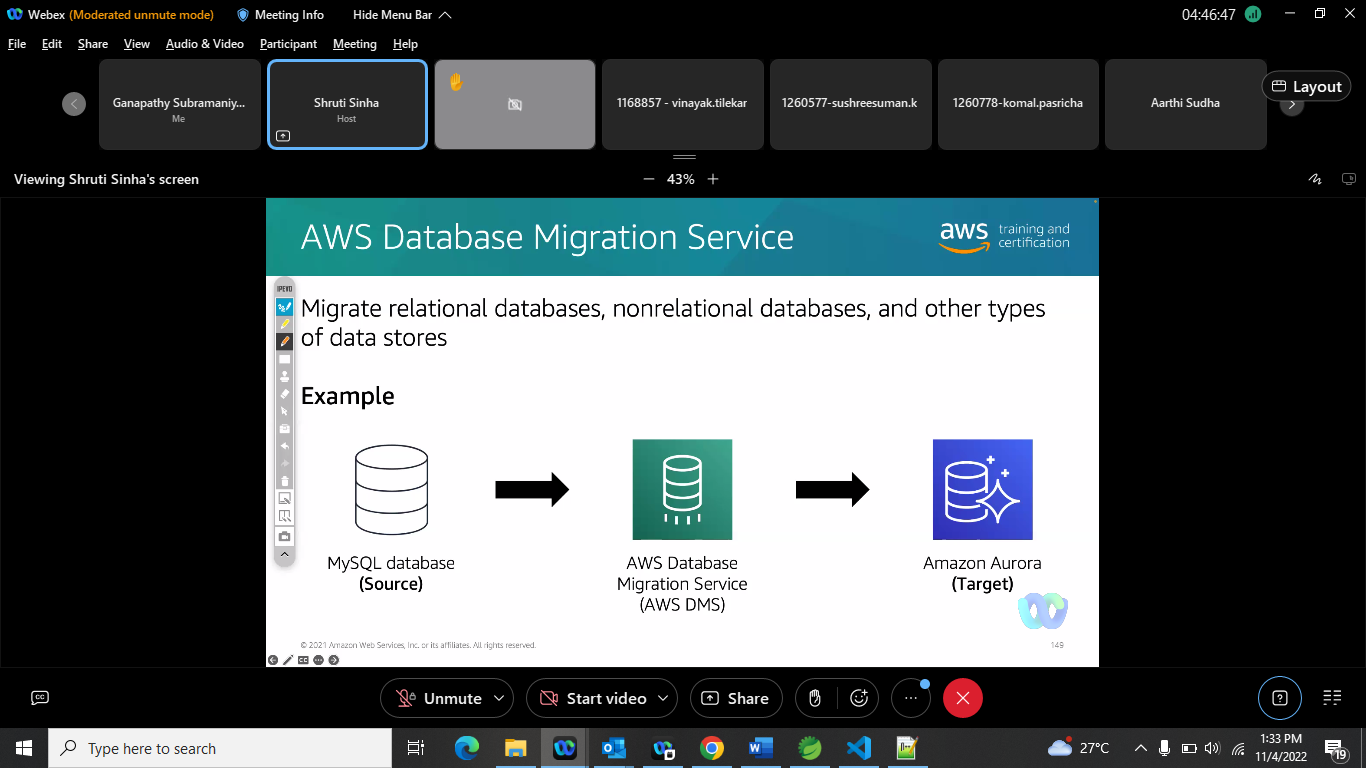 Webex (Moderated unmute mode) Meeting Info Hide Menu Bar 04:46:47
File Edit Share View Audio & Video Participant Meeting Help
Ganapathy Subramaniy...
Me
Shruti Sinha
Host
1168857 - vinayak.tilekar
1260577-sushreesuman.k
1260778-komal.pasricha
Aarthi Sudha
Layout
Viewing Shruti Sinha's screen
43%
AWS Database Migration Service
aws training and
certification
IPEVO
Migrate relational databases, nonrelational databases, and other types
of data stores
Example
MySQL database
(Source)
AWS Database
Migration Service
(AWS DMS)
Amazon Aurora
(Target)
© 2021 Amazon Web Services, Inc. or its affiliates. All rights reserved.
149
CC
CC
Unmute
Start video
Share
Type here to search
27°C
1:33 PM
11/4/2022
19